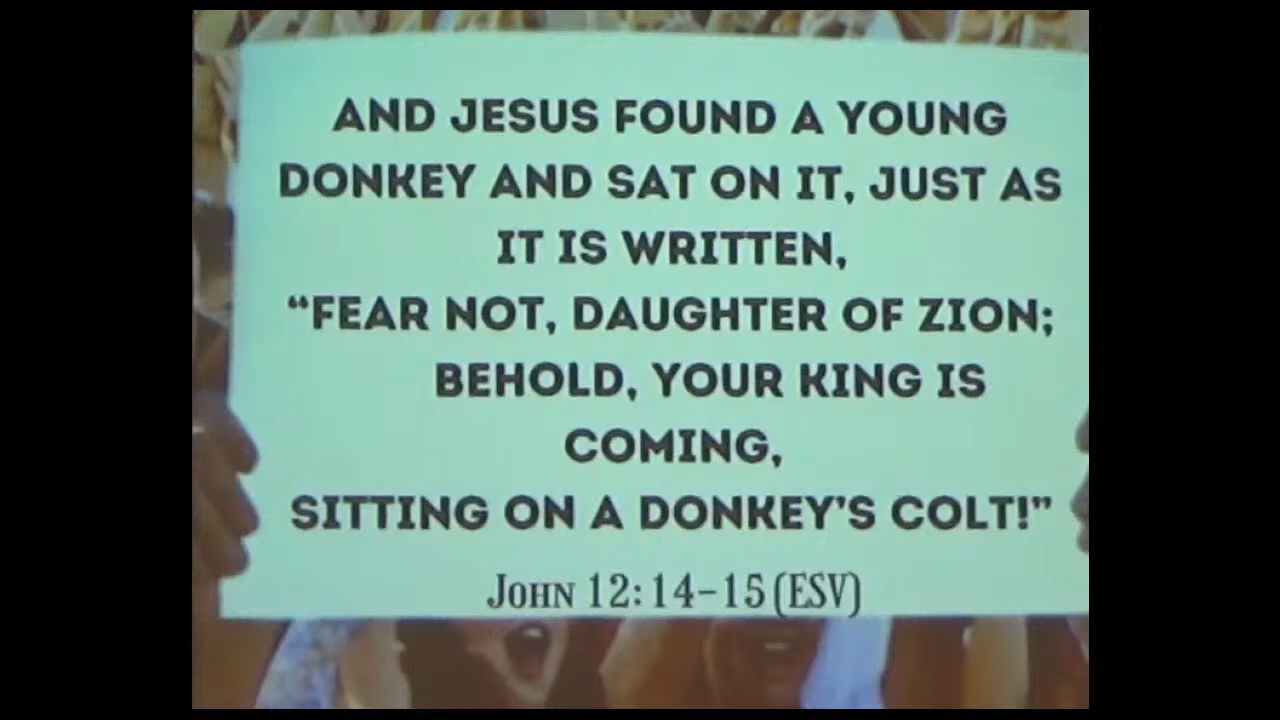 AND JESUS FOUND A YOUNG
DONKEY AND SAT ON IT, JUST AS
IT IS WRITTEN,
“FEAR NOT, DAUGHTER OF ZION;
BEHOLD, YOUR KING IS
COMING,
SITTING ON A DONKEY’S COLT!”
JOHN 12:14–15 (ESV)